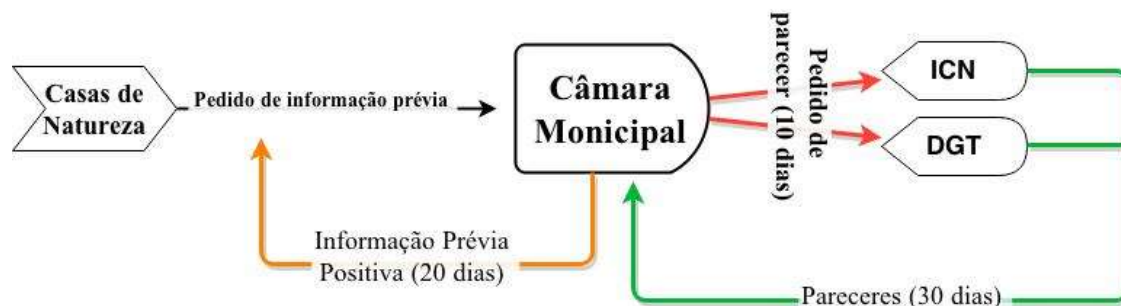 Casas de
Natureza
Pedido de informação prévia
Câmara
Monicipal
Pedido de
parecer (10 dias)
ICN
DGT
Informação Prévia
Positiva (20 dias)
Pareceres (30 dias)